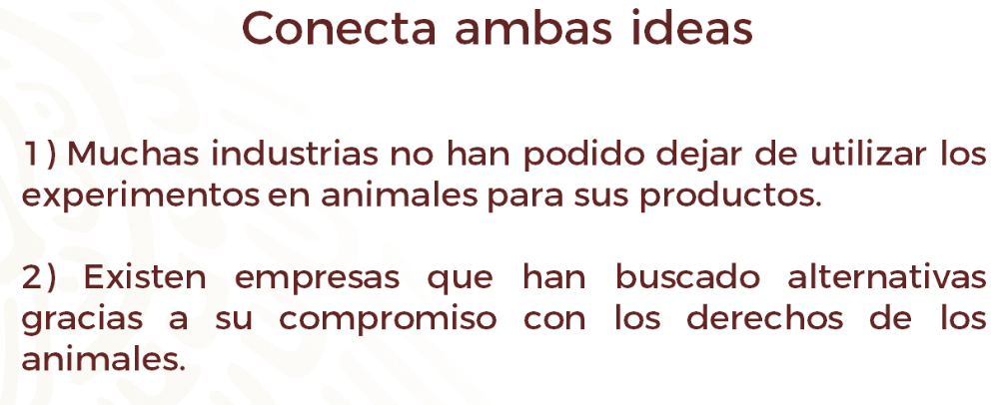 Conecta ambas ideas
1) Muchas industrias no han podido dejar de utilizar los
experimentos en animales para sus productos.
2) Existen empresas que han buscado alternativas
gracias a su compromiso con los derechos de los
animales.